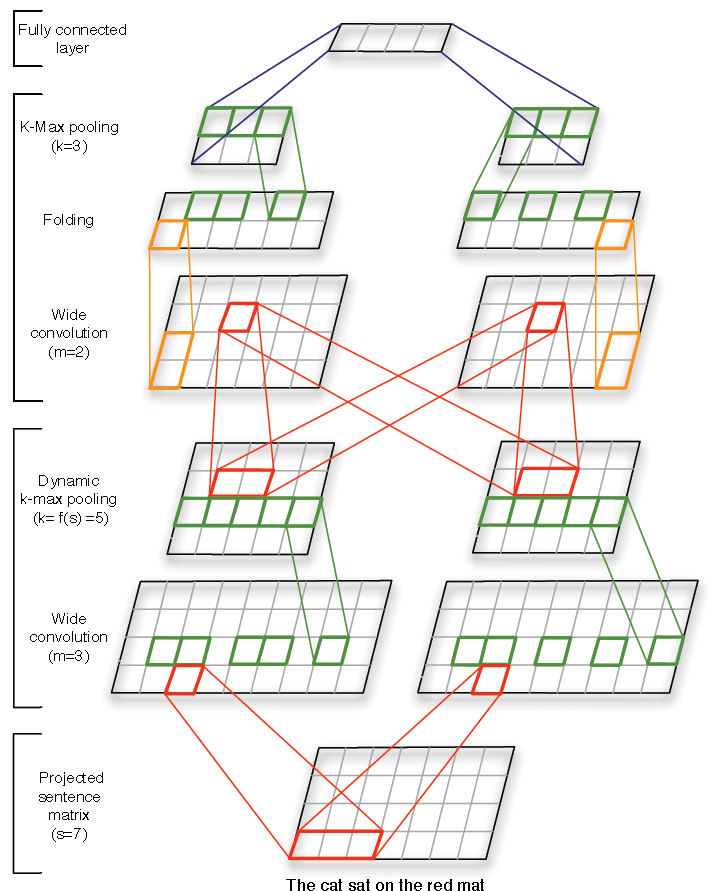 Fully connected
layer
K-Max pooling
(k=3)
Folding
Wide
convolution
(m=2)
Dynamic
k-max pooling
(k= f(s) =5)
Wide
convolution
(m=3)
Projected
sentence
matrix
(s=7)
The cat sat on the red mat